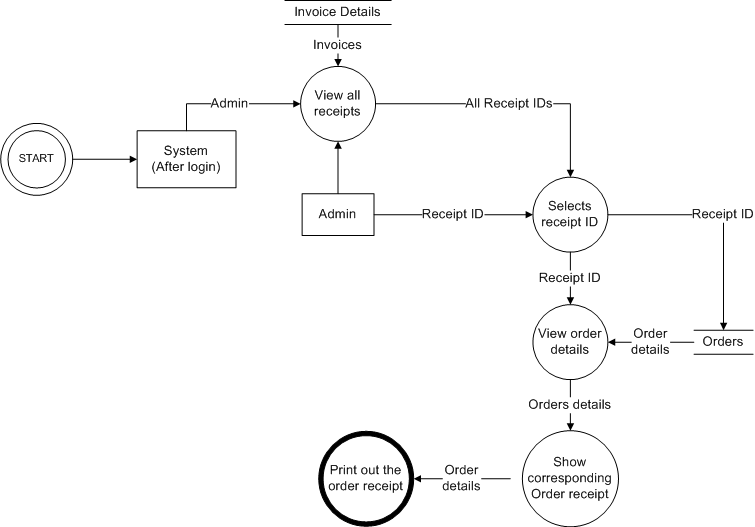 Invoice Details
Invoices
View all
receipts
Admin
All Receipt IDs
START
System
(After login)
Admin
Receipt ID
Selects
receipt ID
Receipt ID
Receipt ID
View order
details
Order
details
Orders
Orders details
Show
corresponding
Order receipt
Order
details
Print out the
order receipt